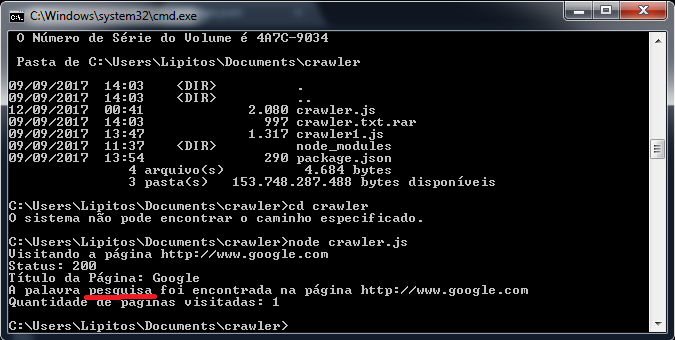 C:\Windows\system32\cmd.exe
O Número de Série do Volume é 4A7C-9034
Pasta de C:\Users\Lipitos\Documents\crawler
09/09/2017  14:03    <DIR>          .
09/09/2017  14:03    <DIR>          ..
12/09/2017  00:41             2.080 crawler.js
09/09/2017  14:03               997 crawler.txt.rar
09/09/2017  13:47             1.317 crawler1.js
09/09/2017  11:37    <DIR>          node_modules
09/09/2017  13:54               290 package.json
4 arquivo(s)          4.684 bytes
3 pasta(s)   153.748.287.488 bytes disponíveis
C:\Users\Lipitos\Documents\crawler>cd crawler
O sistema não pode encontrar o caminho especificado.
C:\Users\Lipitos\Documents\crawler>node crawler.js
Visitando a página http://www.google.com
Status: 200
Título da Página: Google
A palavra pesquisa foi encontrada na página http://www.google.com
Quantidade de páginas visitadas: 1
C:\Users\Lipitos\Documents\crawler>